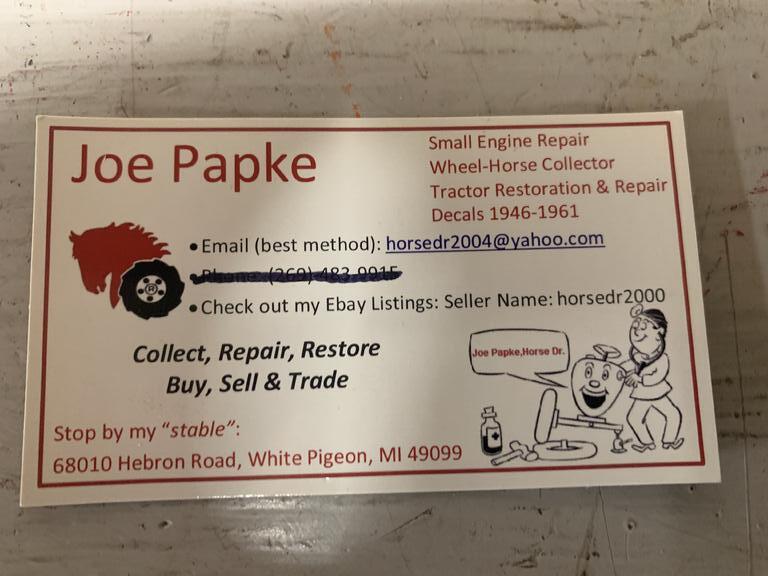 Joe Papke
Small Engine Repair
Wheel-Horse Collector
Tractor Restoration & Repair
Decals 1946-1961
• Email (best method): horsedr2004@yahoo.com
• Check out my Ebay Listings: Seller Name: horsedr2000
Collect, Repair, Restore
Buy, Sell & Trade
Joe Papke,Horse Dr.
Stop by my “stable”:
68010 Hebron Road, White Pigeon, MI 49099
R